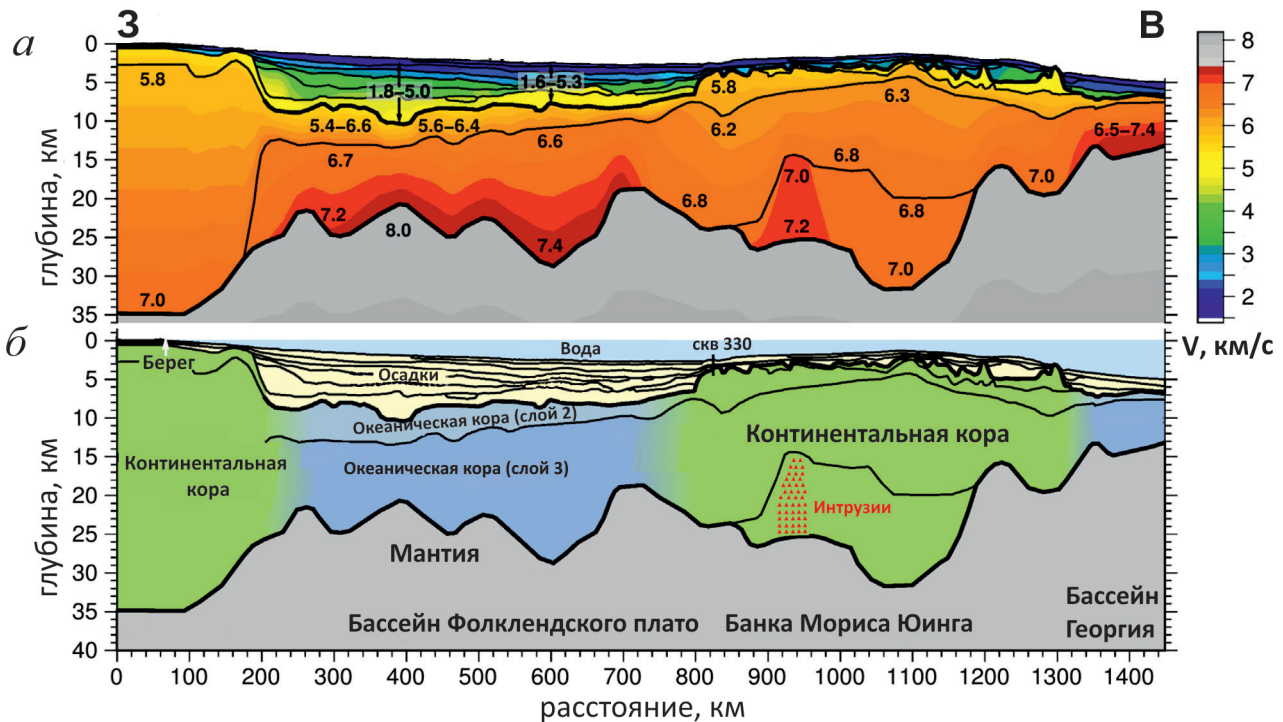 З
В
а
0
5
10
15
20
25
30
35
глубина, км
5.8
1.8–5.0
1.6–5.3
5.8
6.3
5.4–6.6
5.6–6.4
6.6
6.2
6.5–7.4
6.7
6.8
7.0
7.0
7.2
8.0
6.8
7.2
6.8
7.4
7.0
7.0
8
7
6
5
4
3
2
V, км/с
б
0
5
10
15
20
25
30
35
40
глубина, км
Берег
Вода
скв 330
Осадки
Океаническая кора (слой 2)
Континентальная
кора
Океаническая кора (слой 3)
Континентальная кора
Интрузии
Мантия
Бассейн Фолклендского плато
Банка Мориса Юинга
Бассейн
Георгия
0 100 200 300 400 500 600 700 800 900 1000 1100 1200 1300 1400
расстояние, км